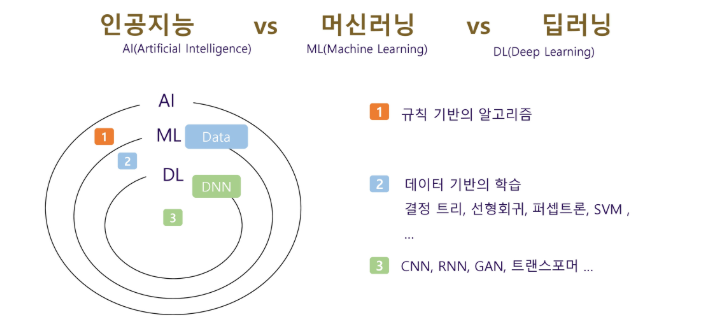 인공지능 vs 머신러닝 vs 딥러닝
AI(Artificial Intelligence) ML(Machine Learning) DL(Deep Learning)
AI
1
ML Data
2
DL
DNN
3
1 규칙 기반의 알고리즘
2 데이터 기반의 학습
결정 트리, 선형회귀, 퍼셉트론, SVM ,
...
3 CNN, RNN, GAN, 트랜스포머 ...